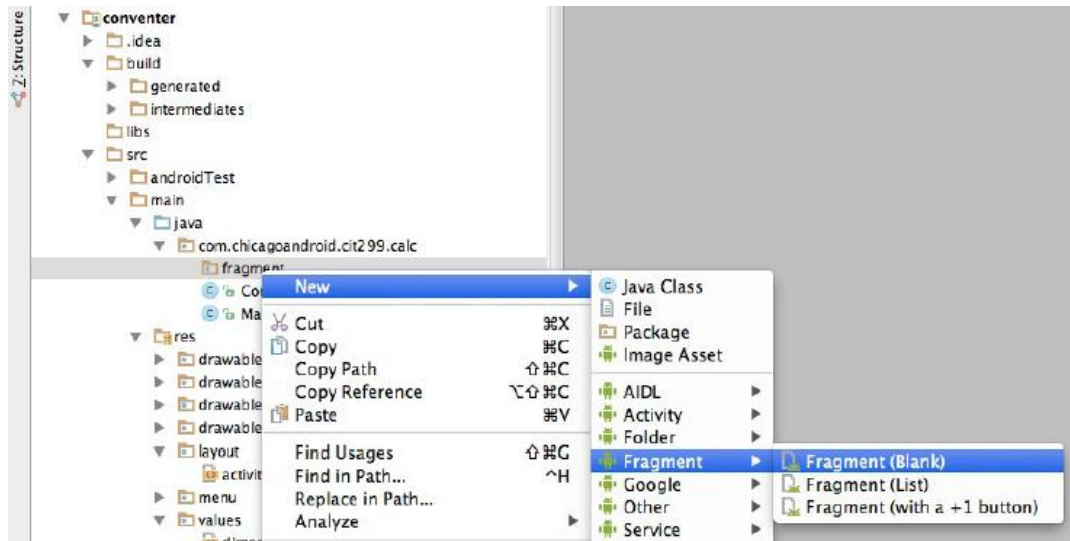 2: Structure
conventer
.idea
build
generated
intermediates
libs
src
androidTest
main
java
com.chicagoandroid.cit299.calc
fragment
Co
Ma
res
drawable
drawable
drawable
drawable
layout
activit
menu
values
New
Cut ⌘X
Copy ⌘C
Copy Path ⇧⌘C
Copy Reference ⌥⇧⌘C
Paste ⌘V
Find Usages ⇧⌘G
Find in Path... ^H
Replace in Path...
Analyze
Java Class
File
Package
Image Asset
AIDL
Activity
Folder
Fragment
Google
Other
Service
Fragment (Blank)
Fragment (List)
Fragment (with a +1 button)